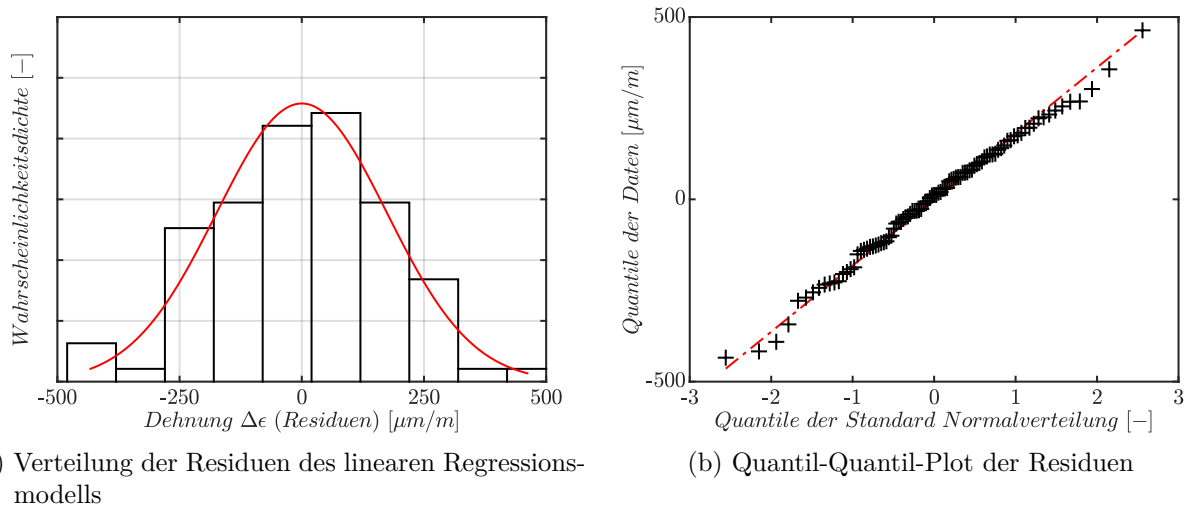 Wahrscheinlichkeitsdichte [−]
-500 -250 0 250 500
Dehnung Δϵ (Residuen) [μm/m]
) Verteilung der Residuen des linearen Regressions-
modells
500
0
-500
Quantile der Daten [μm/m]
-3 -2 -1 0 1 2 3
Quantile der Standard Normalverteilung [−]
(b) Quantil-Quantil-Plot der Residuen